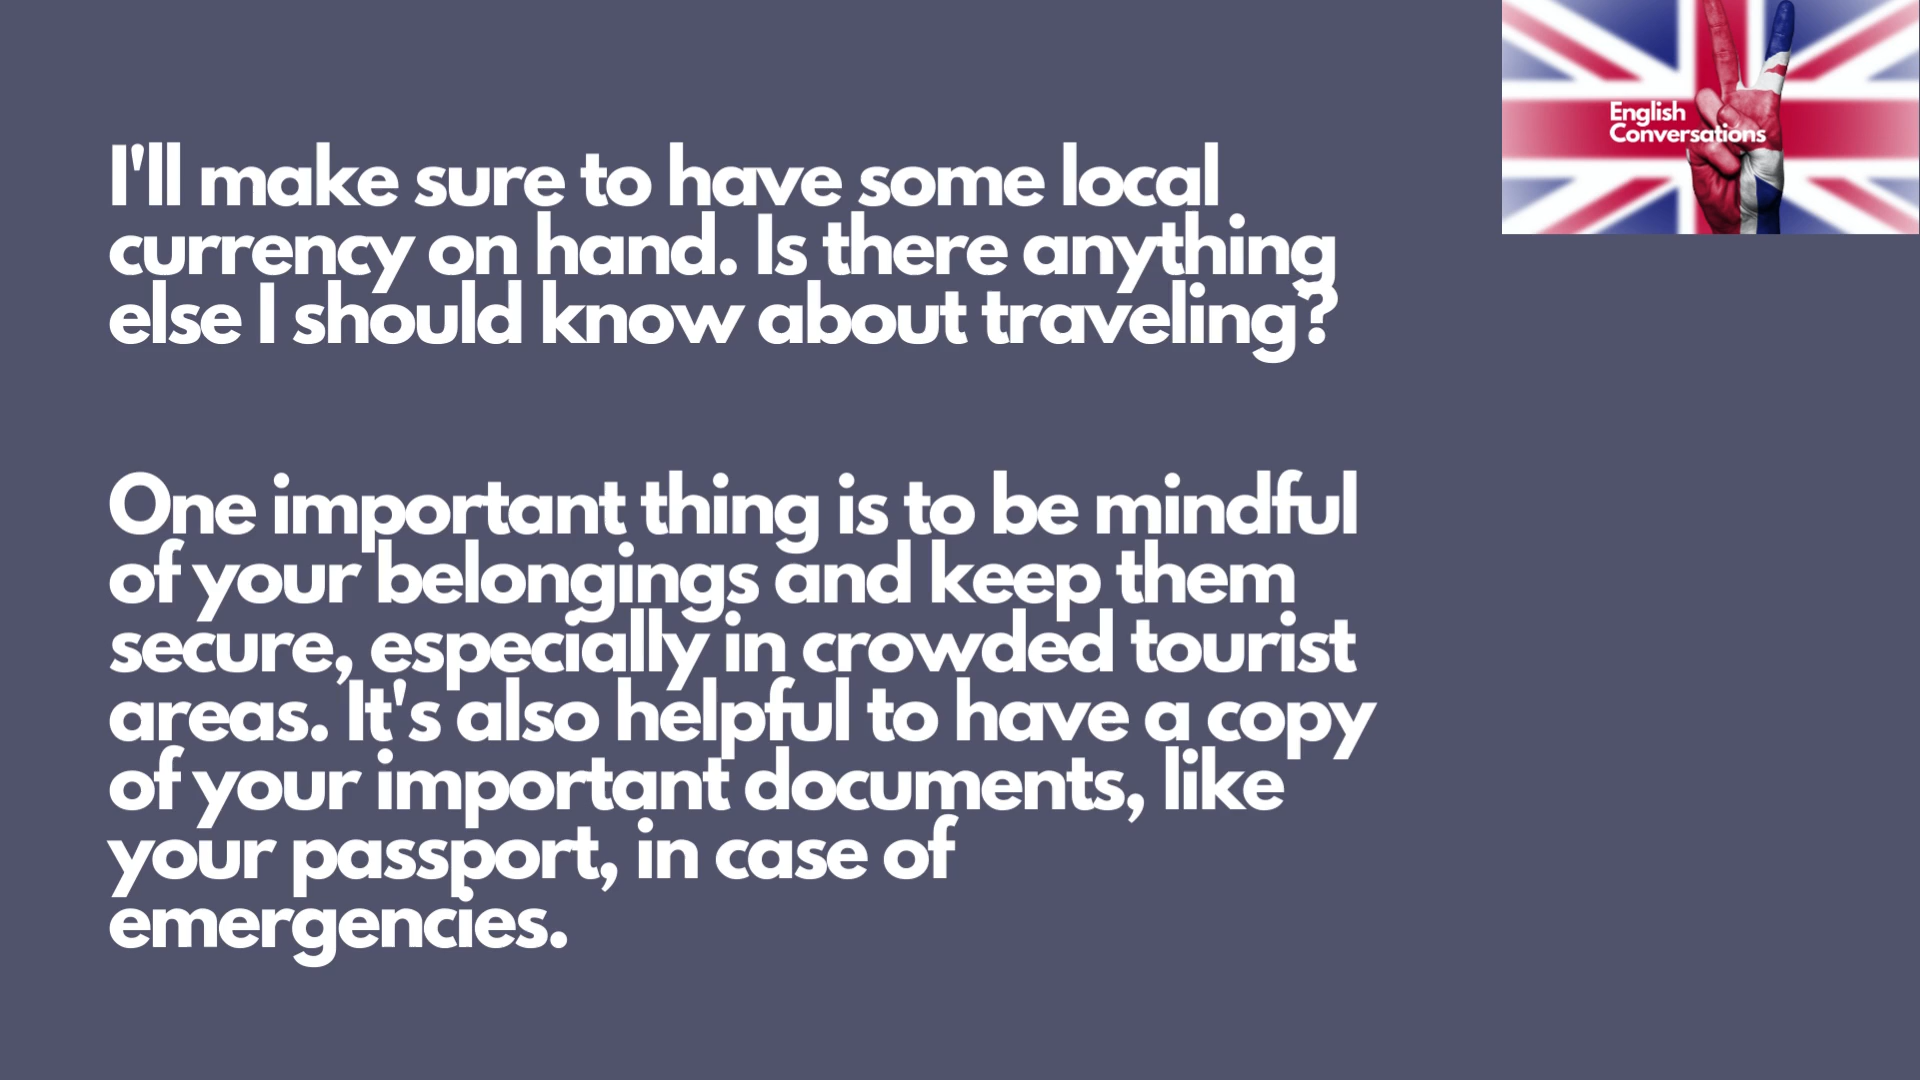 English
Conversations
I'll make sure to have some local
currency on hand. Is there anything
else I should know about traveling?
One important thing is to be mindful
of your belongings and keep them
secure, especially in crowded tourist
areas. It's also helpful to have a copy
of your important documents, like
your passport, in case of
emergencies.